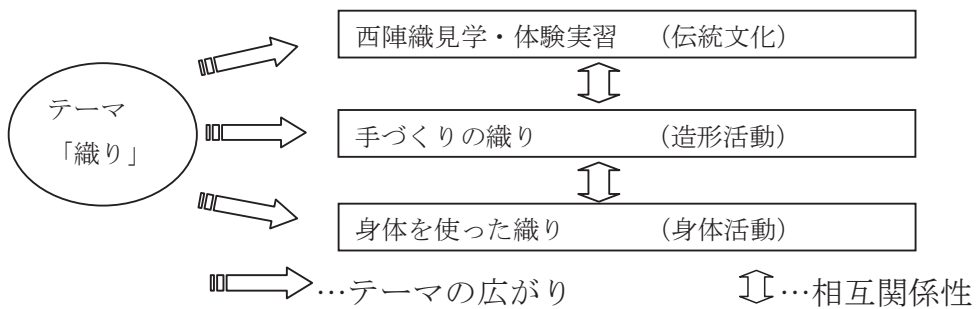 西陣織見学・体験実習 （伝統文化）
テーマ
「織り」
手づくりの織り （造形活動）
身体を使った織り （身体活動）
…テーマの広がり …相互関係性